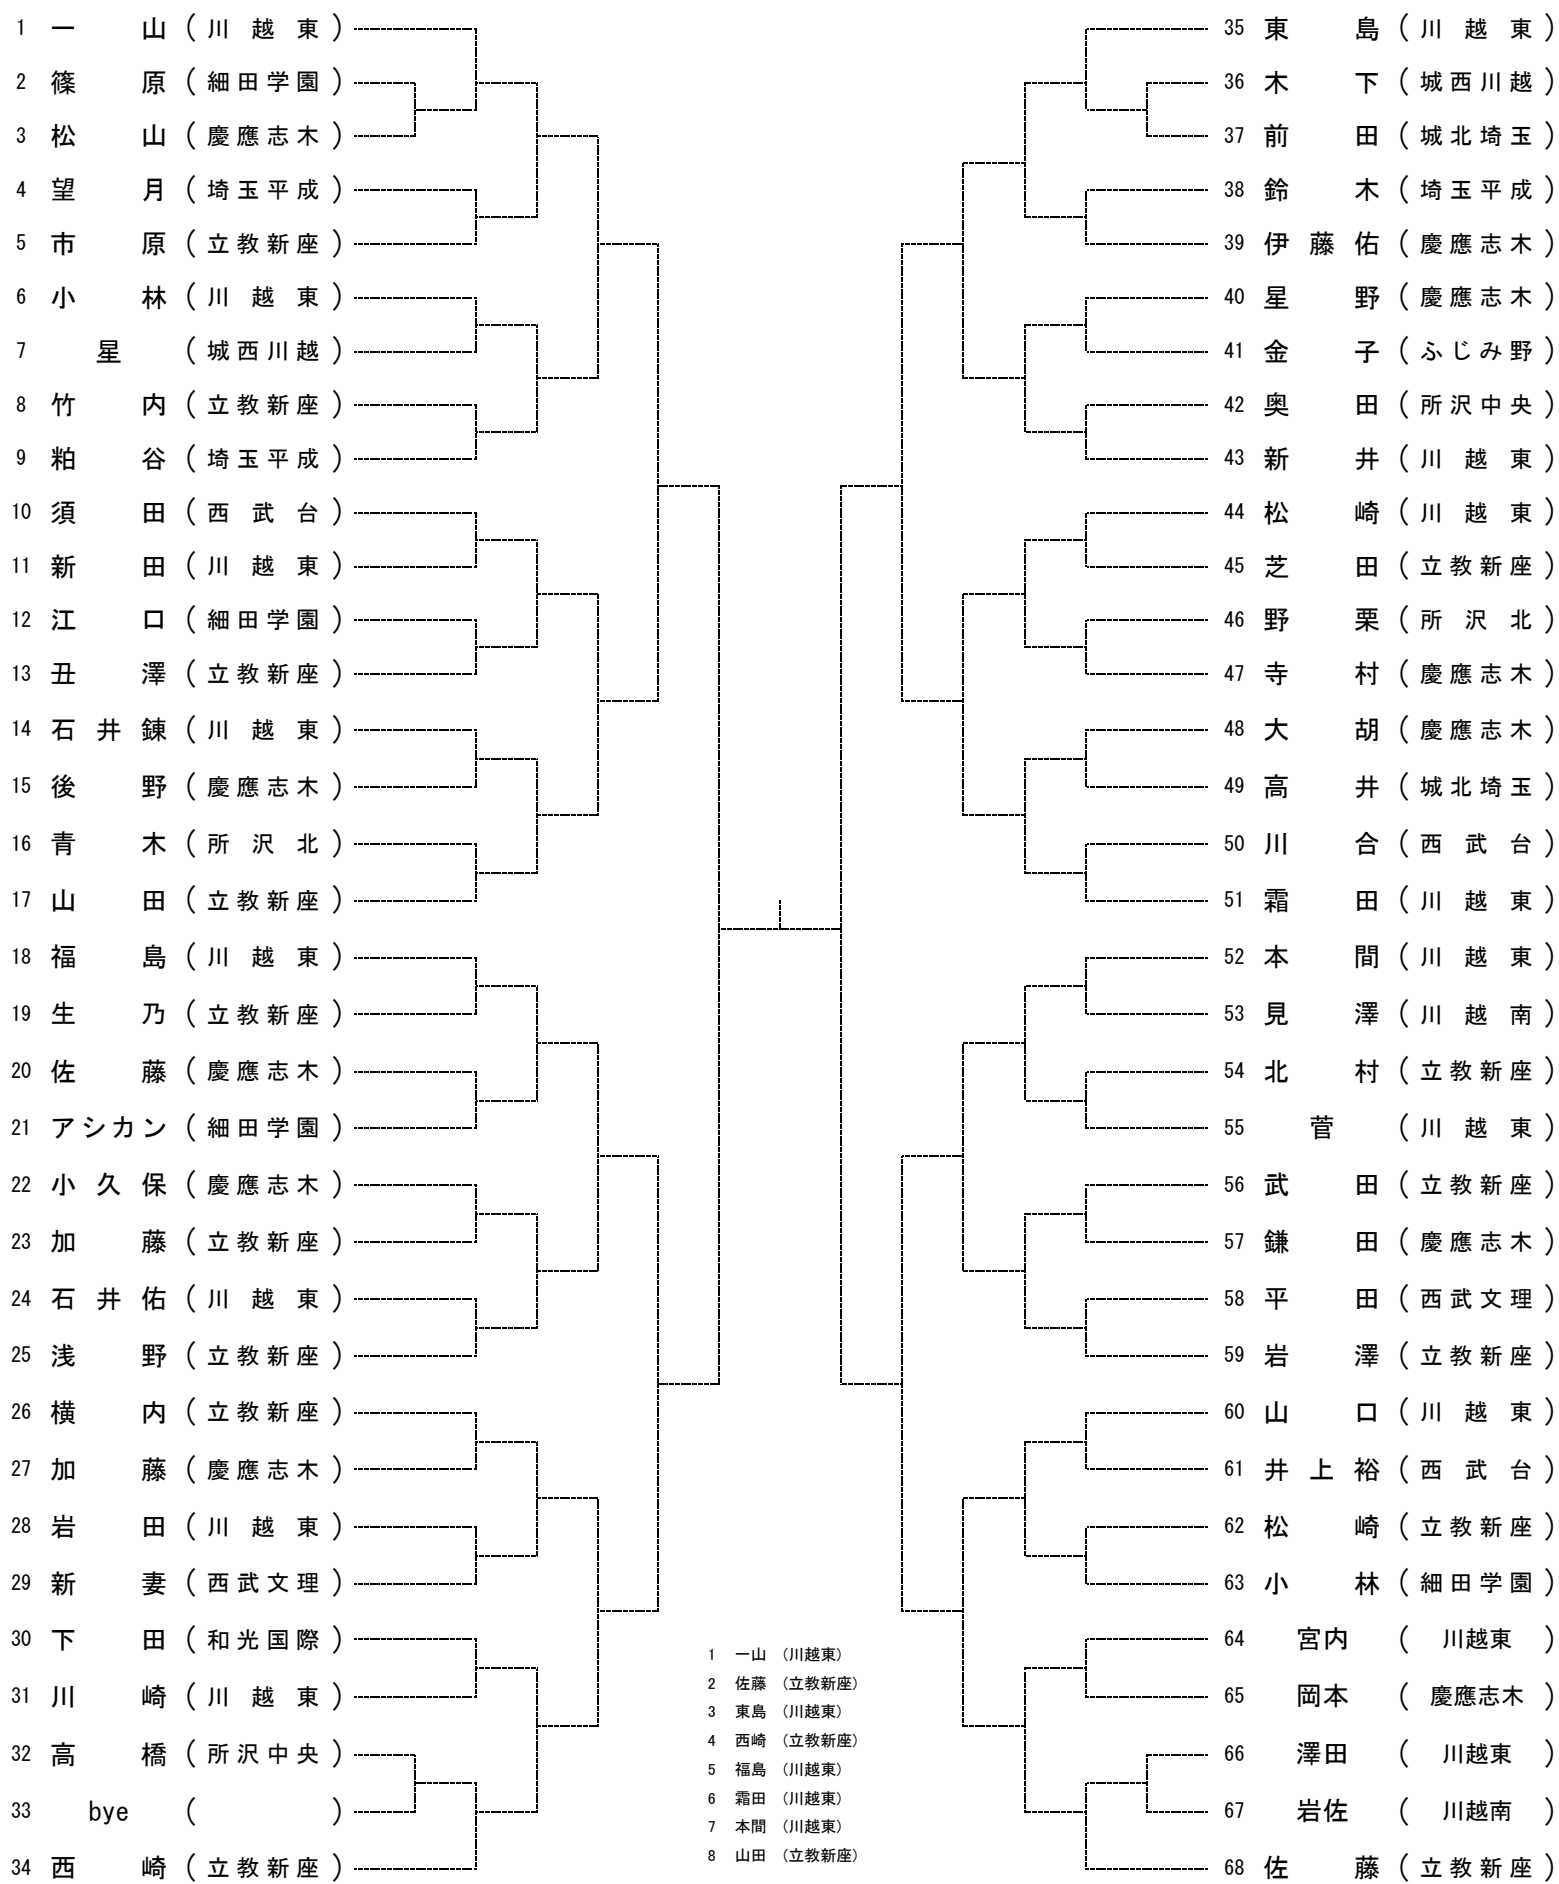 1 一山 (川越東)
2 篠原 (細田学園)
3 松山 (慶應志木)
4 望月 (埼玉平成)
5 市原 (立教新座)
6 小林 (川越東)
7 星 (城西川越)
8 竹内 (立教新座)
9 粕谷 (埼玉平成)
10 須田 (西武台)
11 新田 (川越東)
12 江口 (細田学園)
13 丑澤 (立教新座)
14 石井錬 (川越東)
15 後野 (慶應志木)
16 青木 (所沢北)
17 山田 (立教新座)
18 福島 (川越東)
19 生乃 (立教新座)
20 佐藤 (慶應志木)
21 アシカン (細田学園)
22 小久保 (慶應志木)
23 加藤 (立教新座)
24 石井佑 (川越東)
25 浅野 (立教新座)
26 横内 (立教新座)
27 加藤 (慶應志木)
28 岩田 (川越東)
29 新妻 (西武文理)
30 下田 (和光国際)
31 川崎 (川越東)
32 高橋 (所沢中央)
33 bye ( )
34 西崎 (立教新座)
35 東島 (川越東)
36 木下 (城西川越)
37 前田 (城北埼玉)
38 鈴木 (埼玉平成)
39 伊藤佑 (慶應志木)
40 星野 (慶應志木)
41 金子 (ふじみ野)
42 奥田 (所沢中央)
43 新井 (川越東)
44 松崎 (川越東)
45 芝田 (立教新座)
46 野栗 (所沢北)
47 寺村 (慶應志木)
48 大胡 (慶應志木)
49 高井 (城北埼玉)
50 川合 (西武台)
51 霜田 (川越東)
52 本間 (川越東)
53 見澤 (川越南)
54 北村 (立教新座)
55 菅 (川越東)
56 武田 (立教新座)
57 鎌田 (慶應志木)
58 平田 (西武文理)
59 岩澤 (立教新座)
60 山口 (川越東)
61 井上裕 (西武台)
62 松崎 (立教新座)
63 小林 (細田学園)
64 宮内 (川越東)
65 岡本 (慶應志木)
66 澤田 (川越東)
67 岩佐 (川越南)
68 佐藤 (立教新座)
1 一山 (川越東)
2 佐藤 (立教新座)
3 東島 (川越東)
4 西崎 (立教新座)
5 福島 (川越東)
6 霜田 (川越東)
7 本間 (川越東)
8 山田 (立教新座)